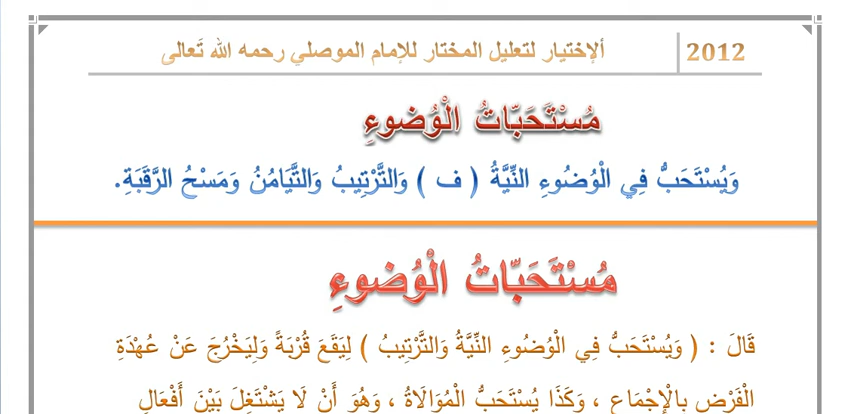 2012 ألإختيار لتعليل المختار للإمام الموصلي رحمه الله تَعالى
مُسْتَحَبّاتُ الْوُضوءِ
وَيُسْتَحَبُّ فِي الْوُضُوءِ النِّيَّةُ ( ف ) وَالتَّرْتِيبُ وَالتَّيَامُنُ وَمَسْحُ الرَّقَبَةِ.
مُسْتَحَبّاتُ الْوُضوءِ
قَالَ : ( وَيُسْتَحَبُّ فِي الْوُضُوءِ النِّيَّةُ وَالتَّرْتِيبُ ) لِيَقَعَ قُرْبَةً وَلِيَخْرُجَ عَنْ عُهْدَةِ
الْفَرْضِ بِالْإِجْمَاعِ ، وَكَذَا يُسْتَحَبُّ الْمُوَالَاةُ ، وَهُوَ أَنْ لَا يَشْتَغِلَ بَيْنَ أَفْعَالِ